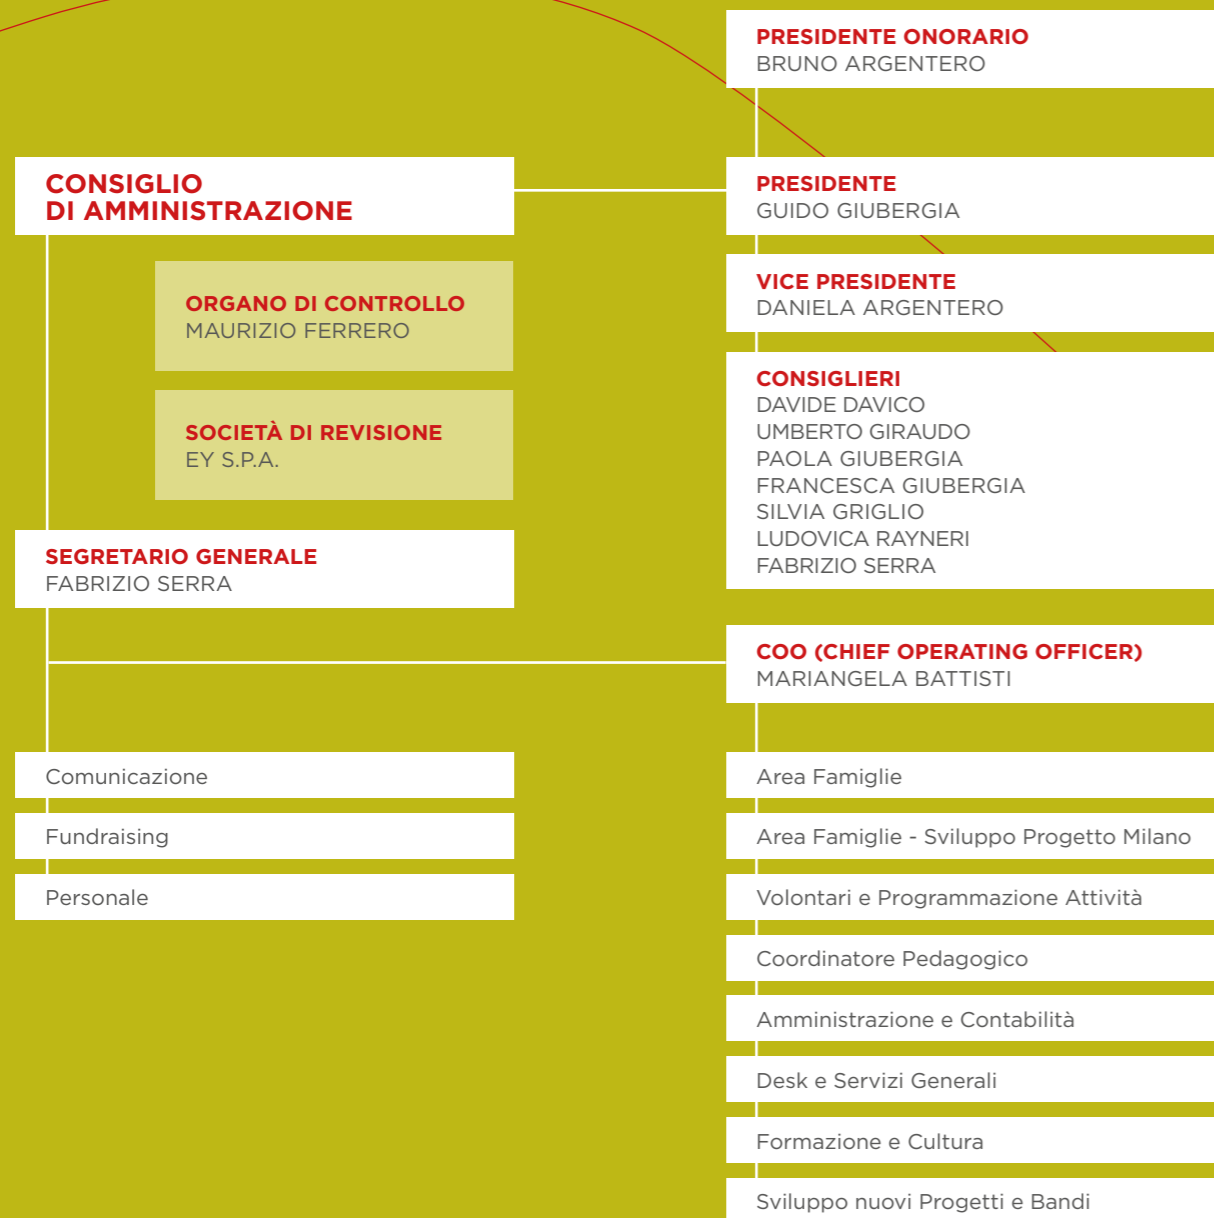 CONSIGLIO
DI AMMINISTRAZIONE
ORGANO DI CONTROLLO
MAURIZIO FERRERO
SOCIETÀ DI REVISIONE
EY S.P.A.
SEGRETARIO GENERALE
FABRIZIO SERRA
Comunicazione
Fundraising
Personale
PRESIDENTE ONORARIO
BRUNO ARGENTERO
PRESIDENTE
GUIDO GIUBERGIA
VICE PRESIDENTE
DANIELA ARGENTERO
CONSIGLIERI
DAVIDE DAVICO
UMBERTO GIRAUDO
PAOLA GIUBERGIA
FRANCESCA GIUBERGIA
SILVIA GRIGLIO
LUDOVICA RAYNERI
FABRIZIO SERRA
COO (CHIEF OPERATING OFFICER)
MARIANGELA BATTISTI
Area Famiglie
Area Famiglie - Sviluppo Progetto Milano
Volontari e Programmazione Attività
Coordinatore Pedagogico
Amministrazione e Contabilità
Desk e Servizi Generali
Formazione e Cultura
Sviluppo nuovi Progetti e Bandi